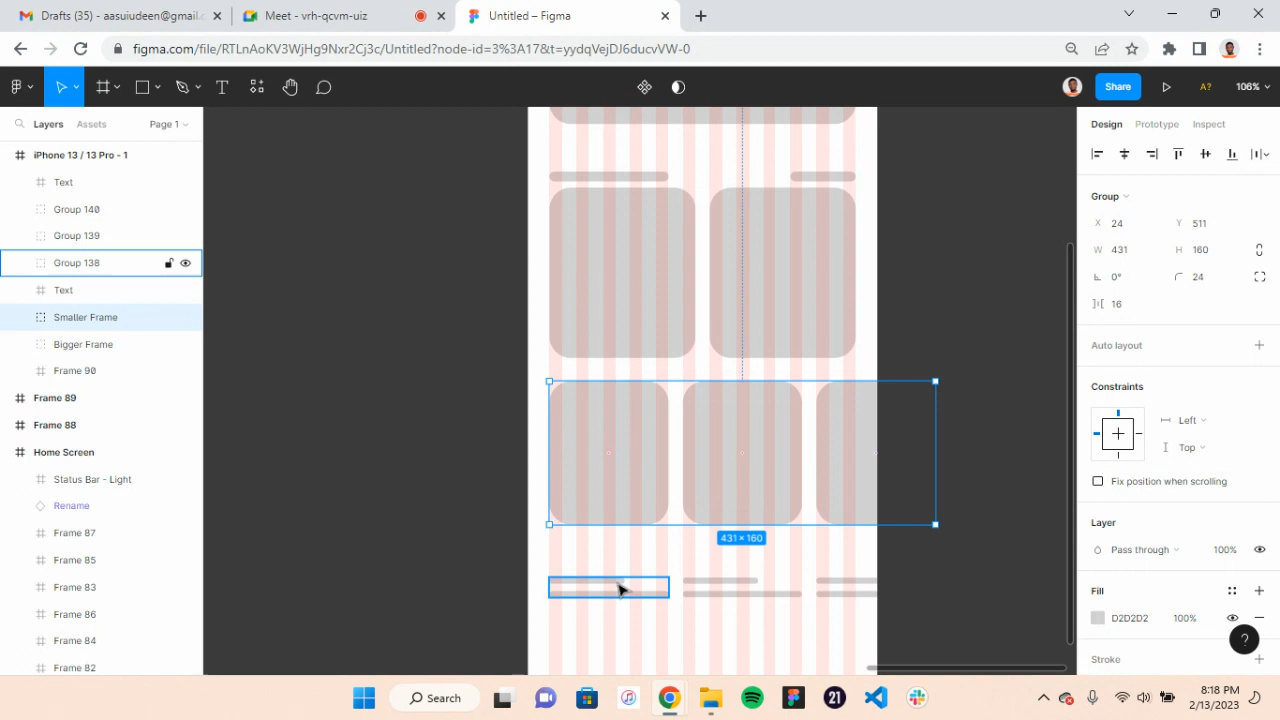 Drafts (35) - aasuiudeen@gmail.c
Meet - vrh-qcvm-uiz
Untitled – Figma
figma.com/file/RTLnAoKV3WjHg9Nxr2Cj3c/Untitled?node-id=3%3A17&t=yydqVejDJ6ducvVW-0
Share
A?
106%
Layers
Assets
Page 1
Design
Prototype
Inspect
iPhone 13 / 13 Pro - 1
Text
Group 140
Group 139
Group 138
Text
Smaller Frame
Bigger Frame
Frame 90
Frame 89
Frame 88
Home Screen
Status Bar - Light
Rename
Frame 87
Frame 85
Frame 83
Frame 86
Frame 84
Frame 82
431 × 160
Group
X 24 Y 511
W 431 H 160
0° 24
16
Auto layout
Constraints
Left
Top
Fix position when scrolling
Layer
Pass through 100%
Fill
D2D2D2 100%
?
Stroke
Search
21
8:18 PM
2/13/2023